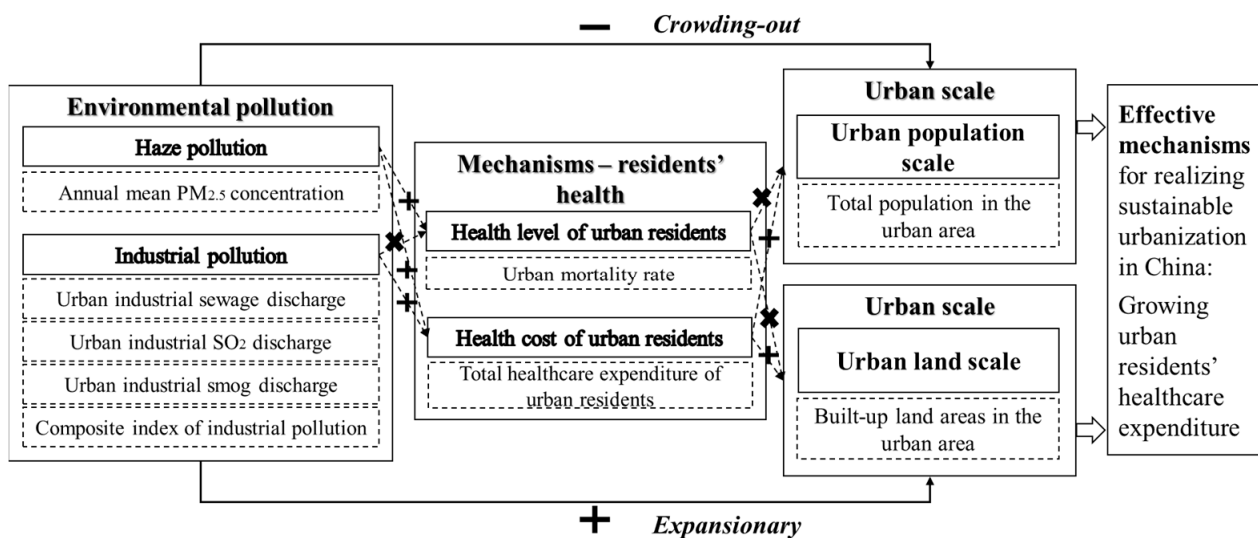 − Crowding-out
Environmental pollution
Haze pollution
Annual mean PM2.5 concentration
Industrial pollution
Urban industrial sewage discharge
Urban industrial SO2 discharge
Urban industrial smog discharge
Composite index of industrial pollution
+
×
+
+
Mechanisms – residents'
health
Health level of urban residents
Urban mortality rate
Health cost of urban residents
Total healthcare expenditure of
urban residents
×
+
×
+
Urban scale
Urban population
scale
Total population in the
urban area
Urban scale
Urban land scale
Built-up land areas in the
urban area
Effective
mechanisms
for realizing
sustainable
urbanization
in China:
Growing
urban
residents'
healthcare
expenditure
+ Expansionary